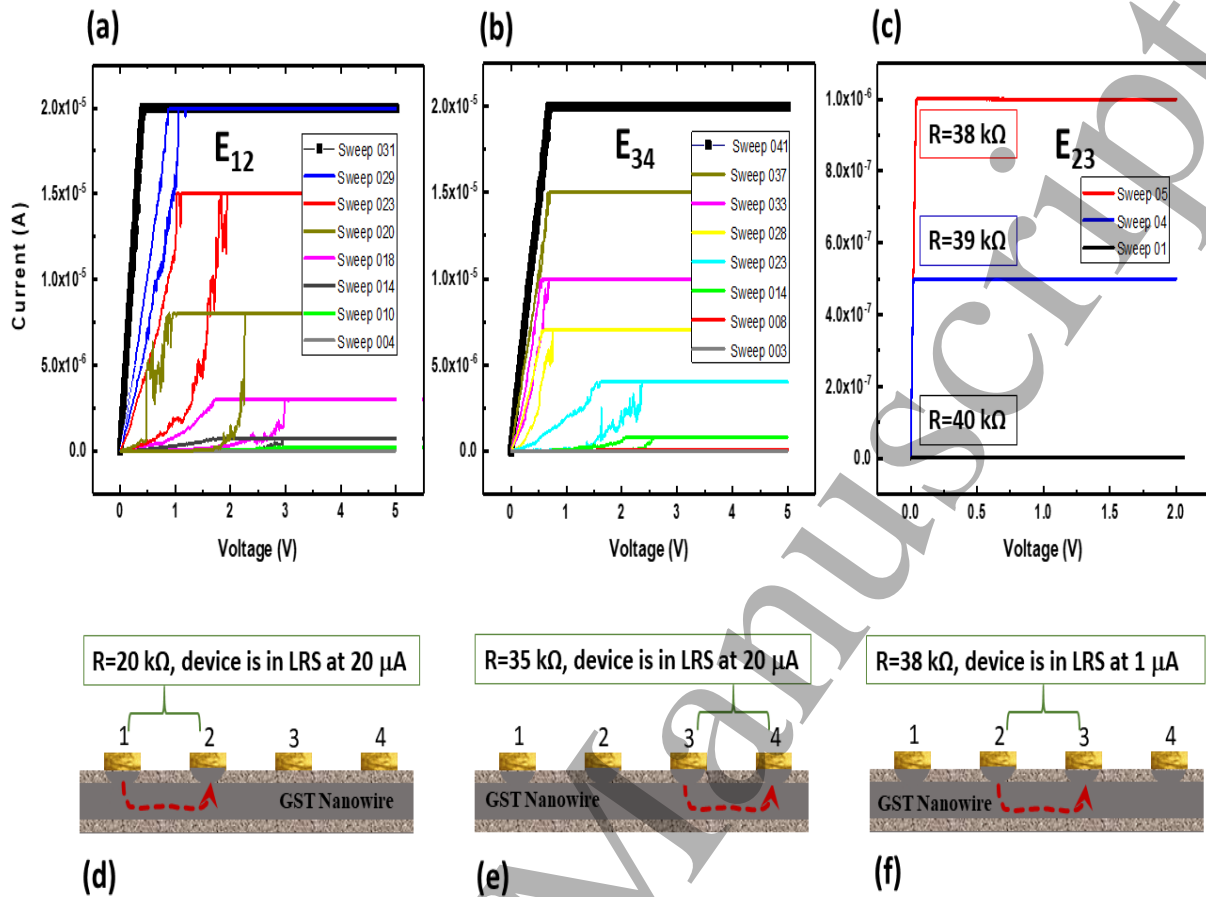 (a)
(b)
(c)
Current (A)
2.0x10⁻⁵
1.5x10⁻⁵
1.0x10⁻⁵
5.0x10⁻⁶
0.0
E₁₂
Sweep 031
Sweep 029
Sweep 023
Sweep 020
Sweep 018
Sweep 014
Sweep 010
Sweep 004
0 1 2 3 4 5
Voltage (V)
2.0x10⁻⁵
1.5x10⁻⁵
1.0x10⁻⁵
5.0x10⁻⁶
0.0
E₃₄
Sweep 041
Sweep 037
Sweep 033
Sweep 028
Sweep 023
Sweep 014
Sweep 008
Sweep 003
0 1 2 3 4 5
Voltage (V)
1.0x10⁻⁶
8.0x10⁻⁷
6.0x10⁻⁷
4.0x10⁻⁷
2.0x10⁻⁷
0.0
R=38 kΩ
E₂₃
Sweep 05
Sweep 04
Sweep 01
R=39 kΩ
R=40 kΩ
0.0 0.5 1.0 1.5 2.0
Voltage (V)
R=20 kΩ, device is in LRS at 20 μA
1 2 3 4
GST Nanowire
(d)
R=35 kΩ, device is in LRS at 20 μA
1 2 3 4
GST Nanowire
(e)
R=38 kΩ, device is in LRS at 1 μA
1 2 3 4
GST Nanowire
(f)
Manuscript